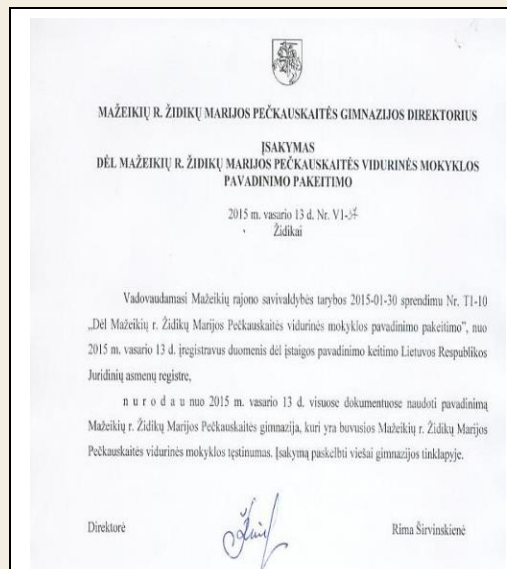 MAŽEIKIŲ R. ŽIDIKŲ MARIJOS PEČKAUSKAITĖS GIMNAZIJOS DIREKTORIUS
ĮSAKYMAS
DĖL MAŽEIKIŲ R. ŽIDIKŲ MARIJOS PEČKAUSKAITĖS VIDURINĖS MOKYKLOS
PAVADINIMO PAKEITIMO
2015 m. vasario 13 d. Nr. V1-
Židikai
Vadovaudamasi Mažeikių rajono savivaldybės tarybos 2015-01-30 sprendimu Nr. T1-10
„Dėl Mažeikių r. Židikų Marijos Pečkauskaitės vidurinės mokyklos pavadinimo pakeitimo", nuo
2015 m. vasario 13 d. įregistravus duomenis dėl įstaigos pavadinimo keitimo Lietuvos Respublikos
Juridinių asmenų registre,
n u r o d a u nuo 2015 m. vasario 13 d. visuose dokumentuose naudoti pavadinimą
Mažeikių r. Židikų Marijos Pečkauskaitės gimnazija, kuri yra buvusios Mažeikių r. Židikų Marijos
Pečkauskaitės vidurinės mokyklos tęstinumas. Įsakymą paskelbti viešai gimnazijos tinklapyje.
Direktorė
Rima Širvinskienė